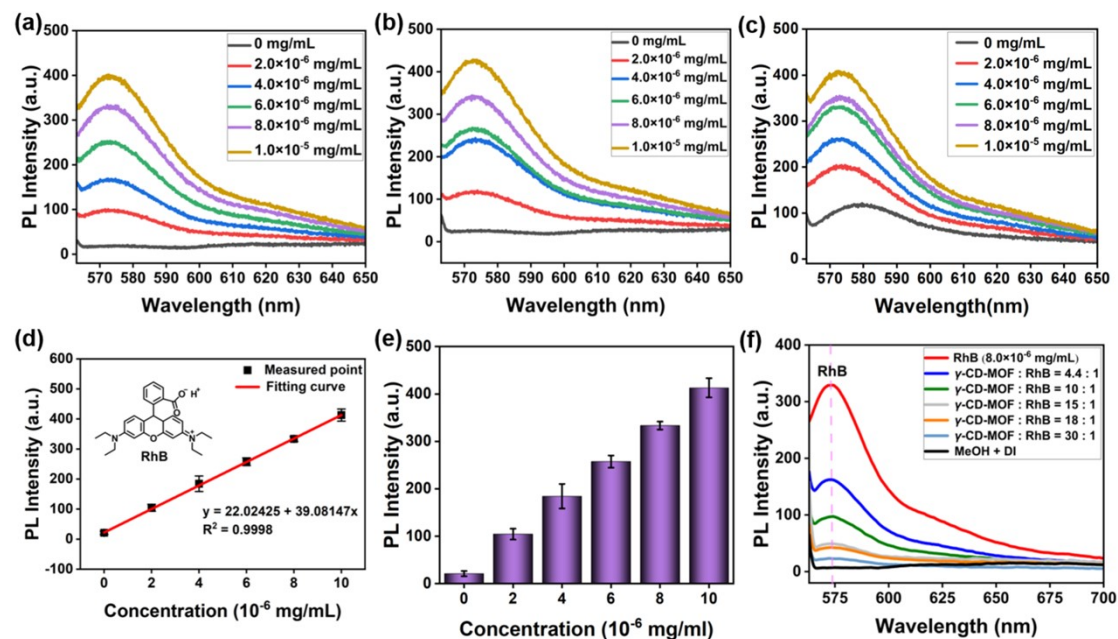 (a)
500
400
300
200
100
0
PL Intensity (a.u.)
0 mg/mL
2.0×10⁻⁶ mg/mL
4.0×10⁻⁶ mg/mL
6.0×10⁻⁶ mg/mL
8.0×10⁻⁶ mg/mL
1.0×10⁻⁵ mg/mL
570 580 590 600 610 620 630 640 650
Wavelength (nm)
(b)
500
400
300
200
100
0
PL Intensity (a.u.)
0 mg/mL
2.0×10⁻⁶ mg/mL
4.0×10⁻⁶ mg/mL
6.0×10⁻⁶ mg/mL
8.0×10⁻⁶ mg/mL
1.0×10⁻⁵ mg/mL
570 580 590 600 610 620 630 640 650
Wavelength (nm)
(c)
500
400
300
200
100
0
PL Intensity (a.u.)
0 mg/mL
2.0×10⁻⁶ mg/mL
4.0×10⁻⁶ mg/mL
6.0×10⁻⁶ mg/mL
8.0×10⁻⁶ mg/mL
1.0×10⁻⁵ mg/mL
570 580 590 600 610 620 630 640 650
Wavelength(nm)
(d)
600
500
400
300
200
100
0
-100
PL Intensity (a.u.)
Measured point
Fitting curve
O⁻ H⁺
O
N
O
N⁺
RhB
y = 22.02425 + 39.08147x
R² = 0.9998
0 2 4 6 8 10
Concentration (10⁻⁶ mg/mL)
(e)
500
400
300
200
100
0
PL Intensity (a.u.)
0 2 4 6 8 10
Concentration (10⁻⁶ mg/ml)
(f)
400
300
200
100
0
PL Intensity (a.u.)
RhB
RhB (8.0×10⁻⁶ mg/mL)
γ-CD-MOF : RhB = 4.4 : 1
γ-CD-MOF : RhB = 10 : 1
γ-CD-MOF : RhB = 15 : 1
γ-CD-MOF : RhB = 18 : 1
γ-CD-MOF : RhB = 30 : 1
MeOH + DI
575 600 625 650 675 700
Wavelength (nm)